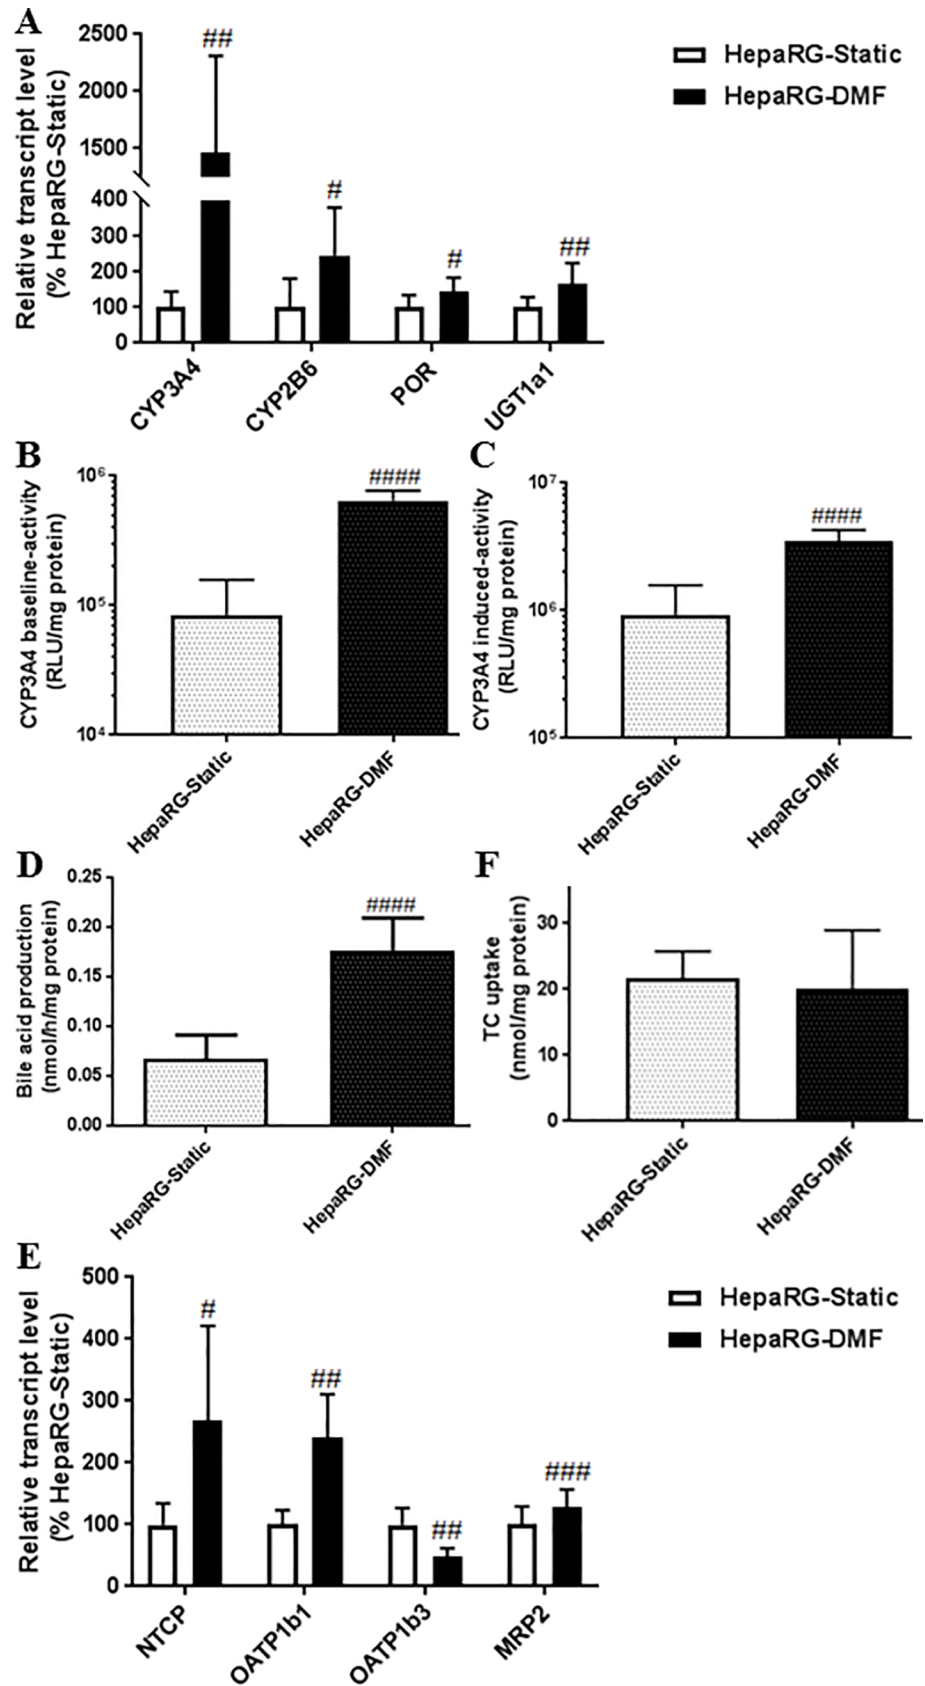 A
Relative transcript level
(% HepaRG-Static)
2500
2000
1500
400
300
200
100
0
##
#
#
##
CYP3A4
CYP2B6
POR
UGT1a1
HepaRG-Static
HepaRG-DMF
B
CYP3A4 baseline-activity
(RLU/mg protein)
10⁶
10⁵
10⁴
####
HepaRG-Static
HepaRG-DMF
C
CYP3A4 induced-activity
(RLU/mg protein)
10⁷
10⁶
10⁵
####
HepaRG-Static
HepaRG-DMF
D
Bile acid production
(nmol/h/mg protein)
0.25
0.20
0.15
0.10
0.05
0.00
####
HepaRG-Static
HepaRG-DMF
F
TC uptake
(nmol/mg protein)
30
20
10
0
HepaRG-Static
HepaRG-DMF
E
Relative transcript level
(% HepaRG-Static)
500
400
300
200
100
0
#
##
##
###
NTCP
OATP1b1
OATP1b3
MRP2
HepaRG-Static
HepaRG-DMF